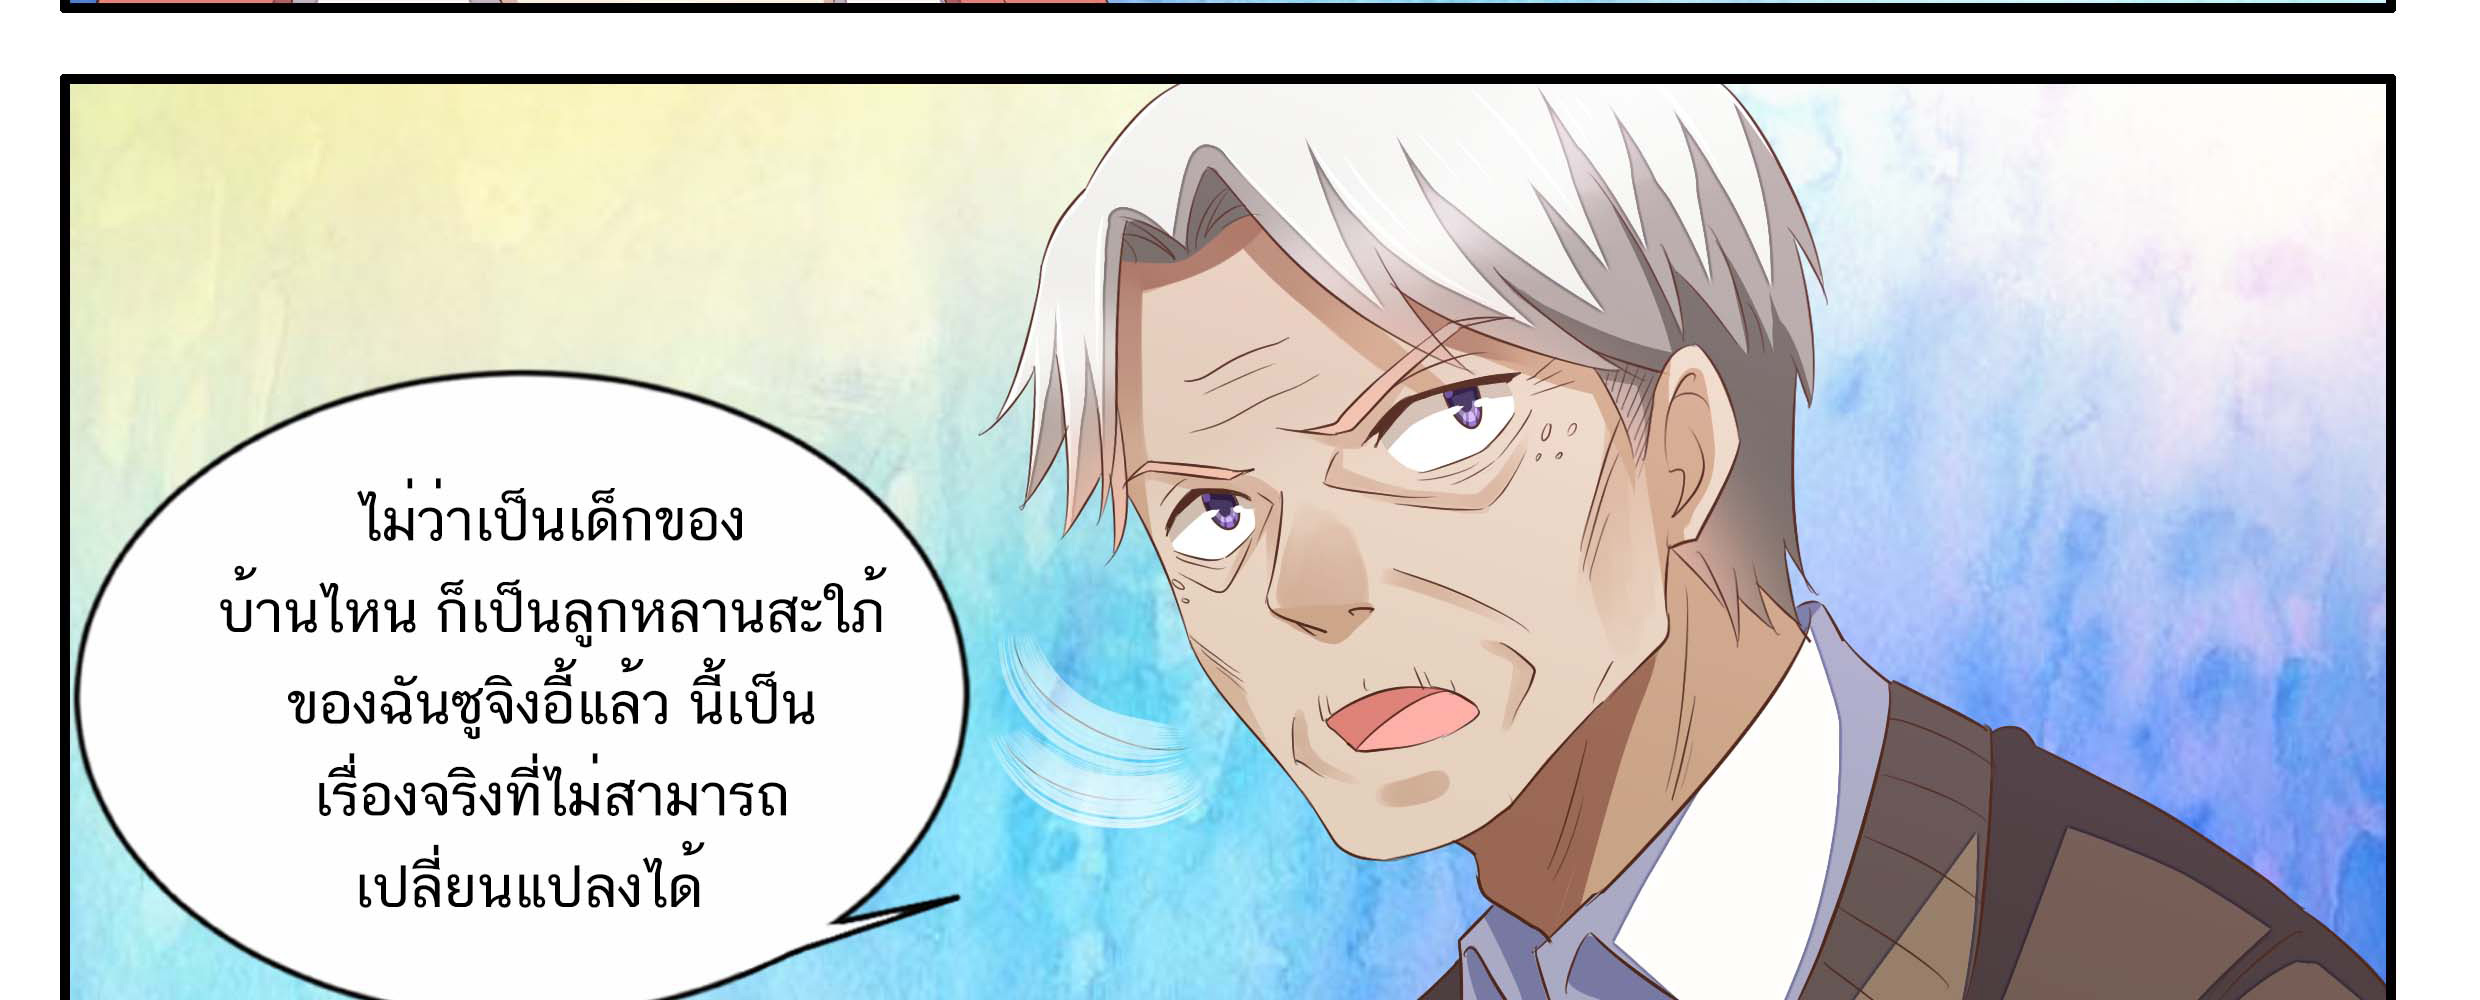 ไม่ว่าเป็นเด็กของ
บ้านไหน ก็เป็นลูกหลานสะใภ้
ของฉันซูจิงอี้แล้ว นี้เป็น
เรื่องจริงที่ไม่สามารถ
เปลี่ยนแปลงได้